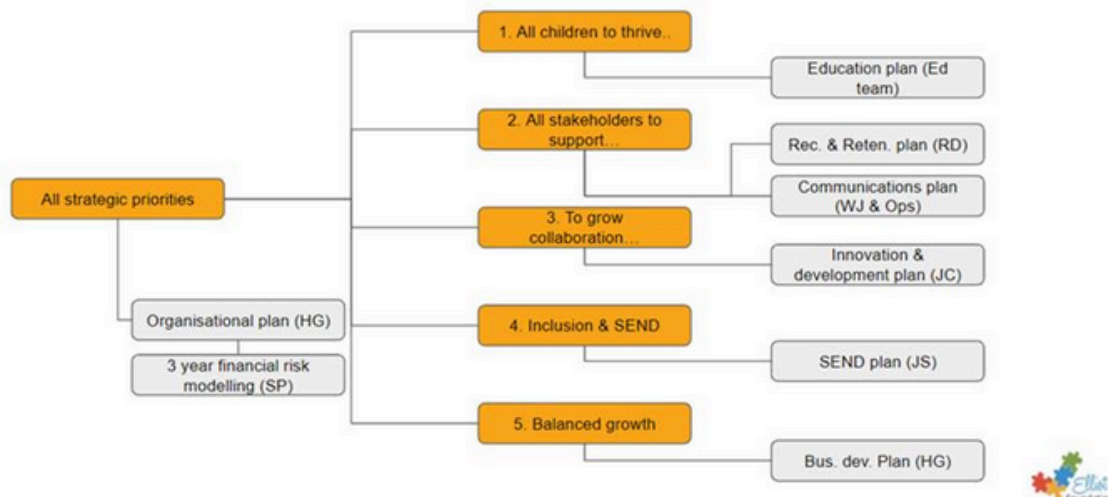 1. All children to thrive..
Education plan (Ed
team)
2. All stakeholders to
support…
Rec. & Reten. plan (RD)
Communications plan
(WJ & Ops)
All strategic priorities
3. To grow
collaboration…
Innovation &
development plan (JC)
Organisational plan (HG)
3 year financial risk
modelling (SP)
4. Inclusion & SEND
SEND plan (JS)
5. Balanced growth
Bus. dev. Plan (HG)